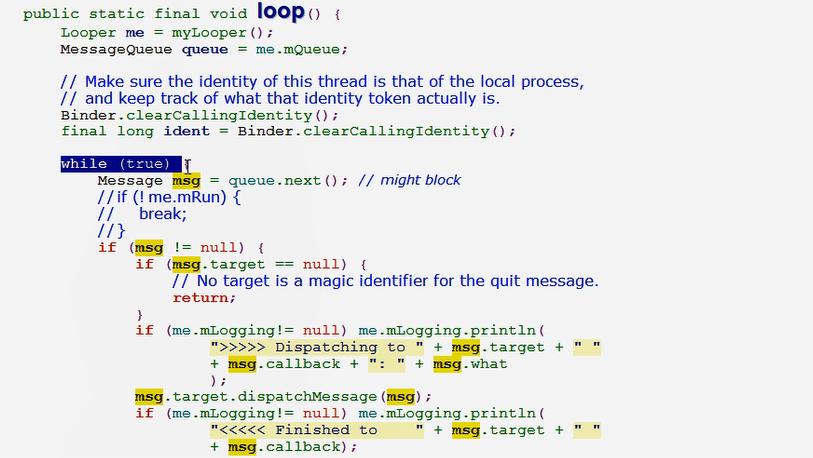 public static final void loop() {
    Looper me = myLooper();
    MessageQueue queue = me.mQueue;
    // Make sure the identity of this thread is that of the local process,
    // and keep track of what that identity token actually is.
    Binder.clearCallingIdentity();
    final long ident = Binder.clearCallingIdentity();
    while (true) {
        Message msg = queue.next(); // might block
        //if (!me.mRun) {
        //    break;
        //}
        if (msg != null) {
            if (msg.target == null) {
                // No target is a magic identifier for the quit message.
                return;
            }
            if (me.mLogging!= null) me.mLogging.println(
                    ">>>>> Dispatching to " + msg.target + " "
                    + msg.callback + ": " + msg.what
                    );
            msg.target.dispatchMessage(msg);
            if (me.mLogging!= null) me.mLogging.println(
                    "<<<<< Finished to    " + msg.target + " "
                    + msg.callback);